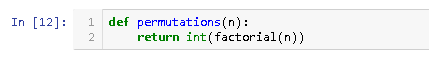 In [12]:
1 def permutations(n):
2     return int(factorial(n))